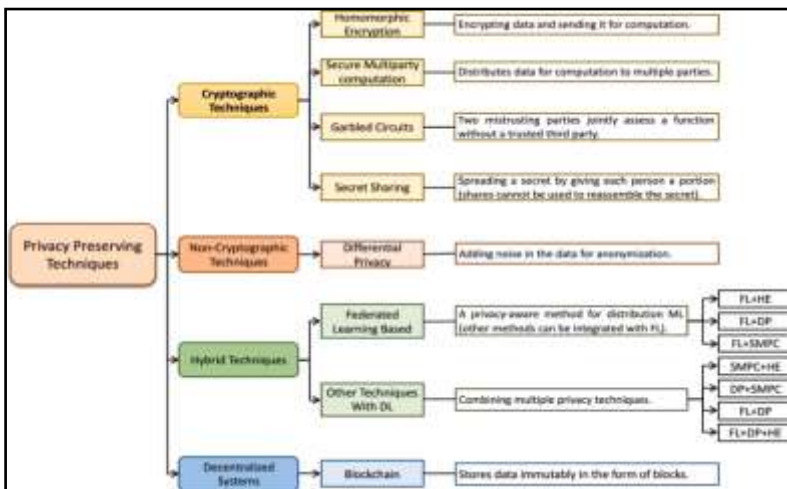 Privacy Preserving
Techniques
Cryptographic
Techniques
Homomorphic
Encryption
Encrypting data and sending it for computation.
Secure Multiparty
computation
Distributes data for computation to multiple parties.
Garbled Circuits
Two mistrusting parties jointly assess a function
without a trusted third party.
Secret Sharing
Spreading a secret by giving each person a portion
(shares cannot be used to reassemble the secret).
Non-Cryptographic
Techniques
Differential
Privacy
Adding noise in the data for anonymization.
Hybrid Techniques
Federated
Learning Based
A privacy-aware method for distribution ML
(other methods can be integrated with FL).
FL+HE
FL+DP
FL+SMPC
Other Techniques
With DL
Combining multiple privacy techniques.
SMPC+HE
DP+SMPC
FL+DP
FL+DP+HE
Decentralized
Systems
Blockchain
Stores data immutably in the form of blocks.